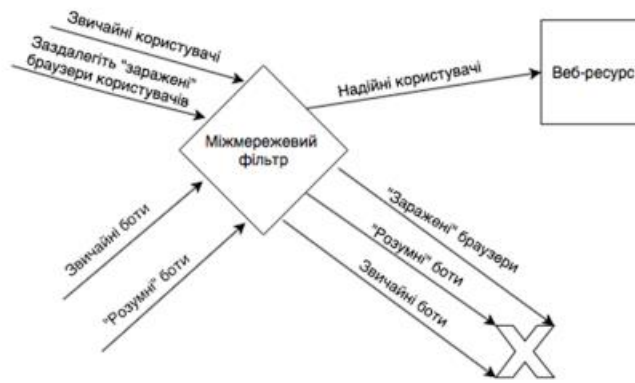 Звичайні користувачі
Заздалегіть "заражені"
браузери користувачів
Надійні користувачі
Веб-ресурс
Міжмережевий
фільтр
Звичайні боти
"Розумні" боти
"Заражені" браузери
"Розумні" боти
Звичайні боти